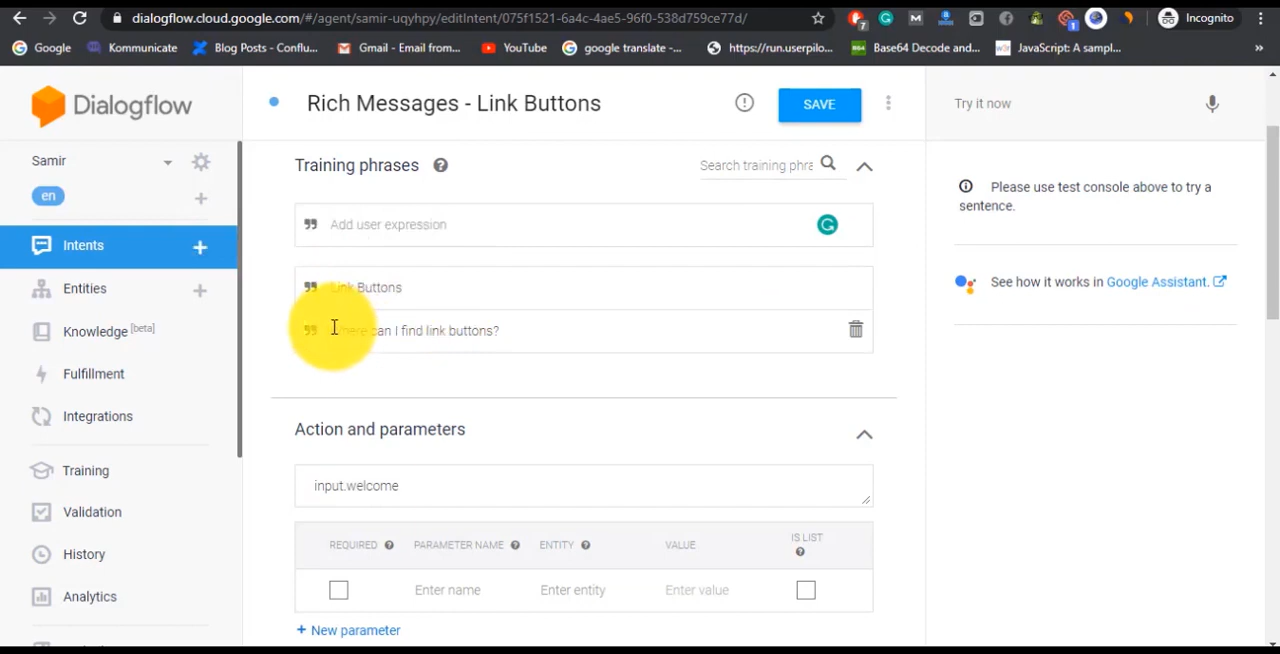 dialogflow.cloud.google.com/#/agent/samir-uqyhpy/editIntent/075f1521-6a4c-4ae5-96f0-538d759ce77d/
7
1
Incognito
Google
Kommunicate
Blog Posts - Conflu...
Gmail - Email from...
YouTube
google translate -...
https://run.userpilo...
Base64 Decode and...
JavaScript: A sampl...
»
Dialogflow
Rich Messages - Link Buttons
SAVE
Try it now
Samir
en
Training phrases
Search training phra
Please use test console above to try a
sentence.
Add user expression
Intents
Link Buttons
Entities
See how it works in Google Assistant.
Where can I find link buttons?
Knowledge [beta]
Fulfillment
Integrations
Action and parameters
Training
input.welcome
Validation
REQUIRED PARAMETER NAME ENTITY VALUE IS LIST
History
Enter name Enter entity Enter value
Analytics
+ New parameter